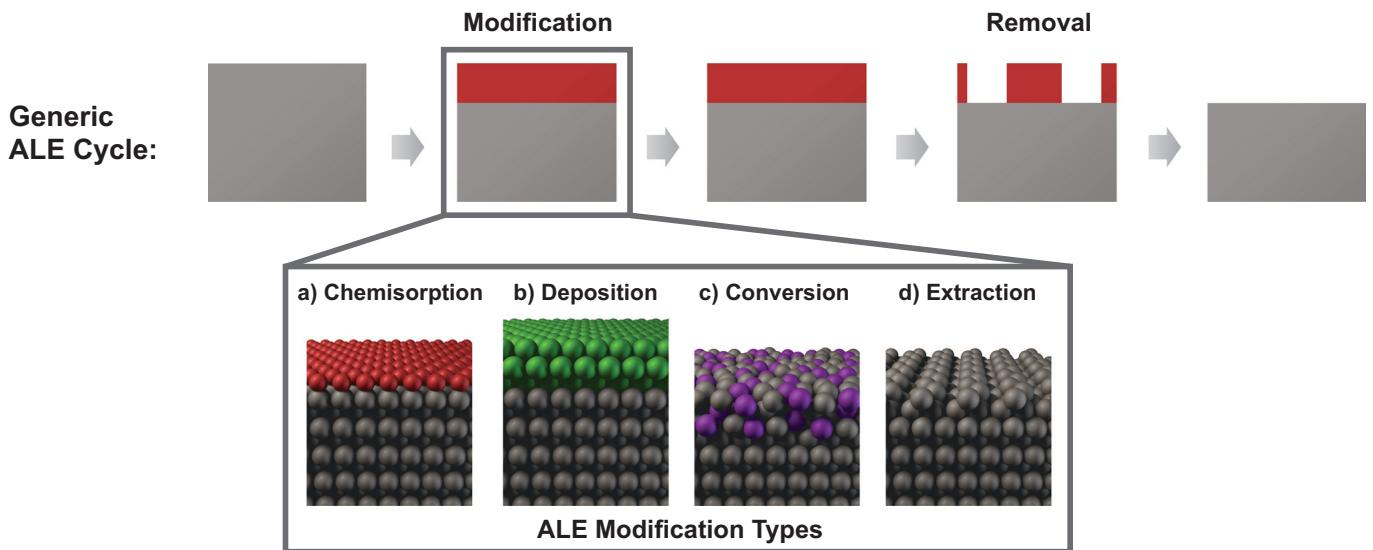 Modification
Removal
Generic
ALE Cycle:
a) Chemisorption
b) Deposition
c) Conversion
d) Extraction
ALE Modification Types